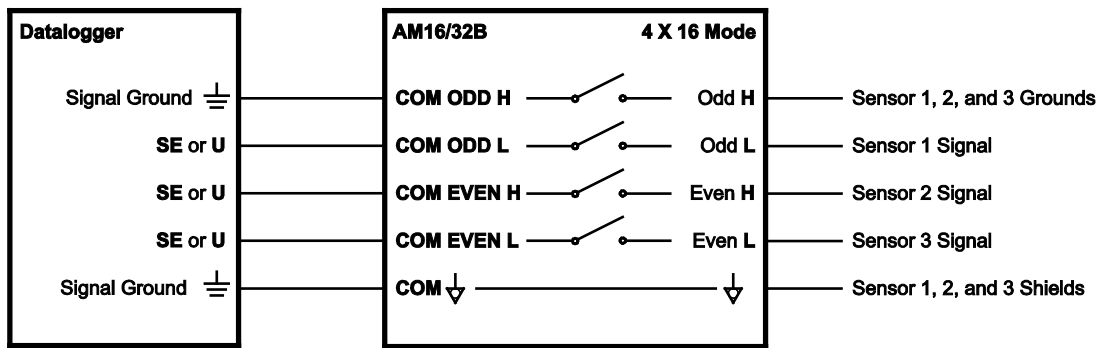 Datalogger
AM16/32B 4 X 16 Mode
Signal Ground COM ODD H Odd H Sensor 1, 2, and 3 Grounds
SE or U COM ODD L Odd L Sensor 1 Signal
SE or U COM EVEN H Even H Sensor 2 Signal
SE or U COM EVEN L Even L Sensor 3 Signal
Signal Ground COM Sensor 1, 2, and 3 Shields